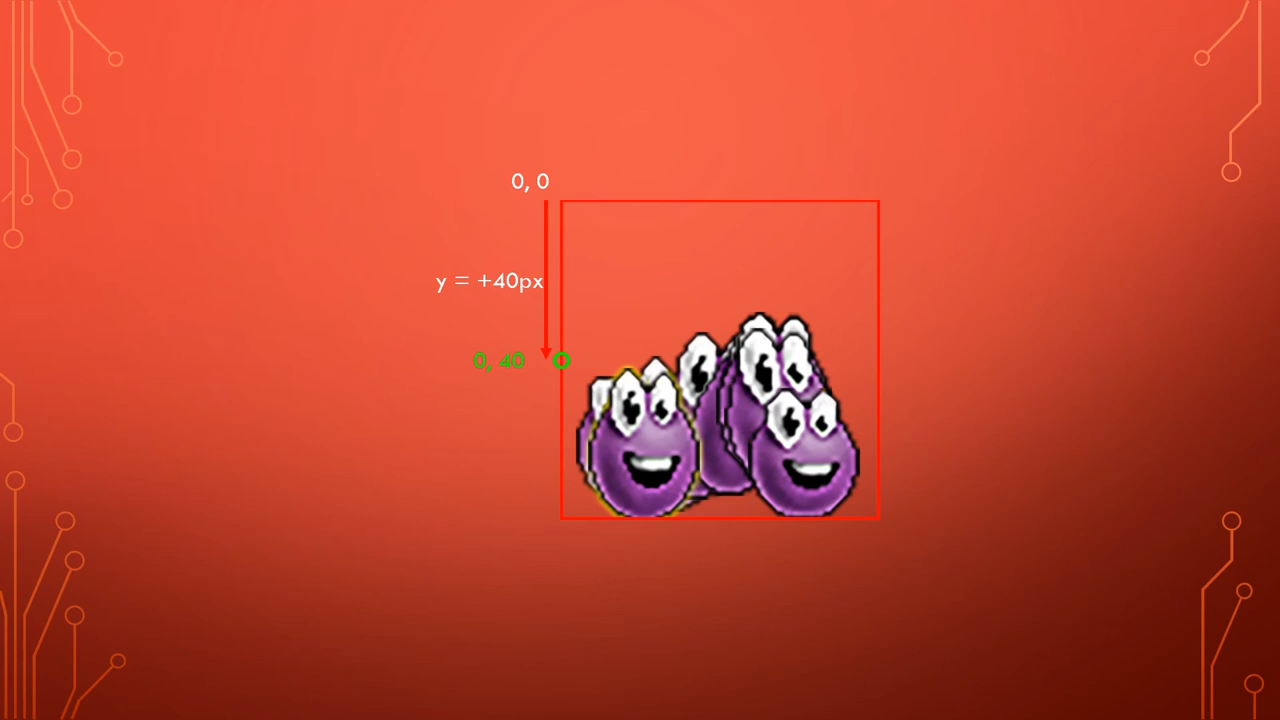 0, 0
y = +40px
0, 40